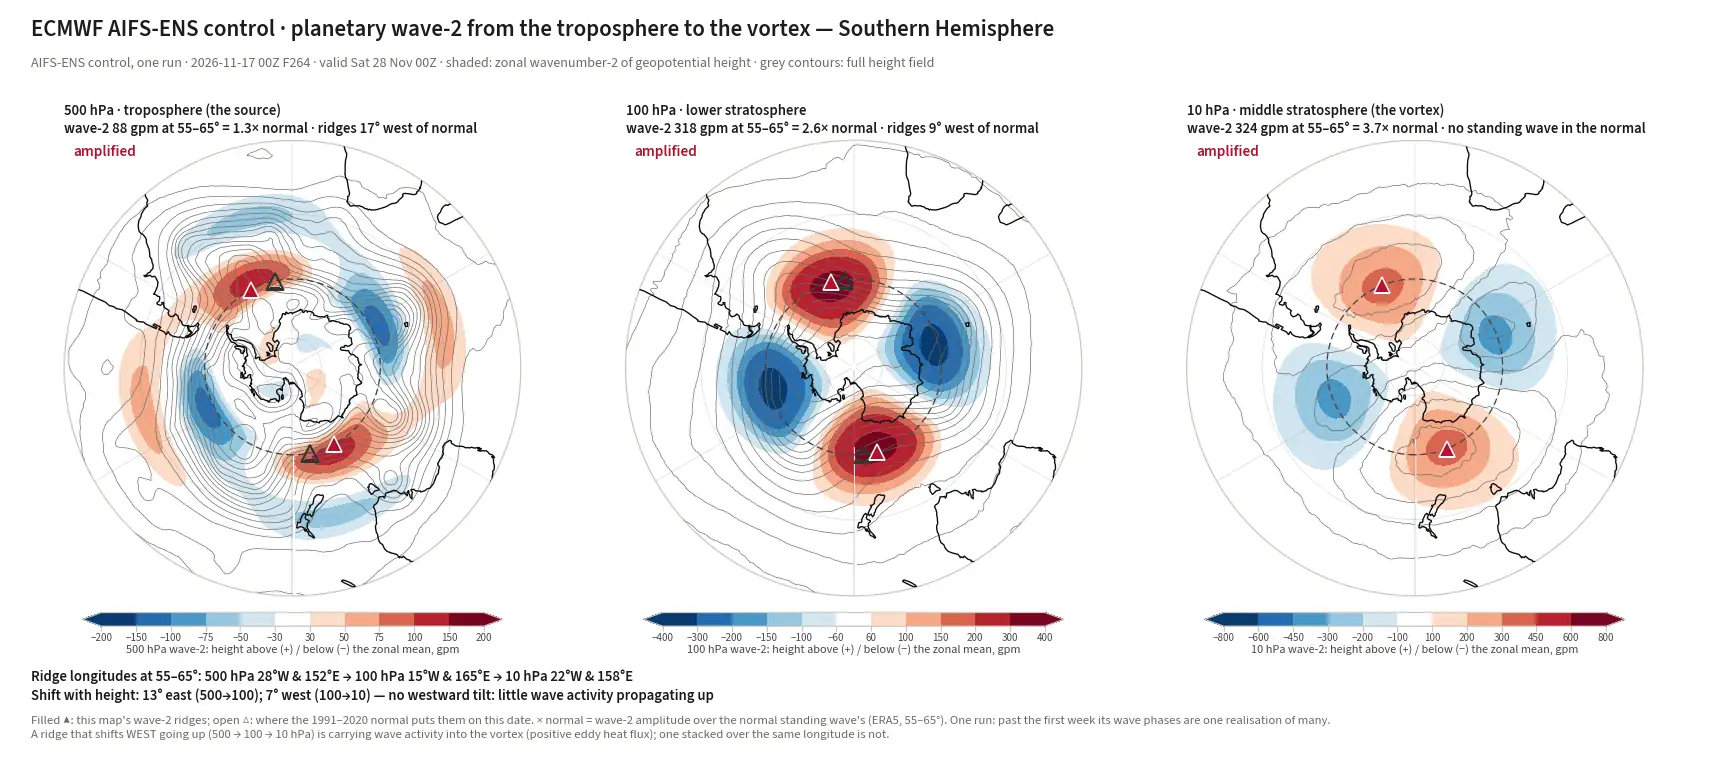 ECMWF AIFS-ENS control · planetary wave-2 from the troposphere to the vortex — Southern Hemisphere
AIFS-ENS control, one run · 2026-11-17 00Z F264 · valid Sat 28 Nov 00Z · shaded: zonal wavenumber-2 of geopotential height · grey contours: full height field
500 hPa · troposphere (the source)
wave-2 88 gpm at 55–65° = 1.3× normal · ridges 17° west of normal
amplified
100 hPa · lower stratosphere
wave-2 318 gpm at 55–65° = 2.6× normal · ridges 9° west of normal
amplified
10 hPa · middle stratosphere (the vortex)
wave-2 324 gpm at 55–65° = 3.7× normal · no standing wave in the normal
amplified
−200 −150 −100 −75 −50 −30 30 50 75 100 150 200
500 hPa wave-2: height above (+) / below (−) the zonal mean, gpm
−400 −300 −200 −150 −100 −60 60 100 150 200 300 400
100 hPa wave-2: height above (+) / below (−) the zonal mean, gpm
−800 −600 −450 −300 −200 −100 100 200 300 450 600 800
10 hPa wave-2: height above (+) / below (−) the zonal mean, gpm
Ridge longitudes at 55–65°: 500 hPa 28°W & 152°E → 100 hPa 15°W & 165°E → 10 hPa 22°W & 158°E
Shift with height: 13° east (500→100); 7° west (100→10) — no westward tilt: little wave activity propagating up
Filled ▲: this map's wave-2 ridges; open △: where the 1991–2020 normal puts them on this date. × normal = wave-2 amplitude over the normal standing wave's (ERA5, 55–65°). One run: past the first week its wave phases are one realisation of many.
A ridge that shifts WEST going up (500 → 100 → 10 hPa) is carrying wave activity into the vortex (positive eddy heat flux); one stacked over the same longitude is not.